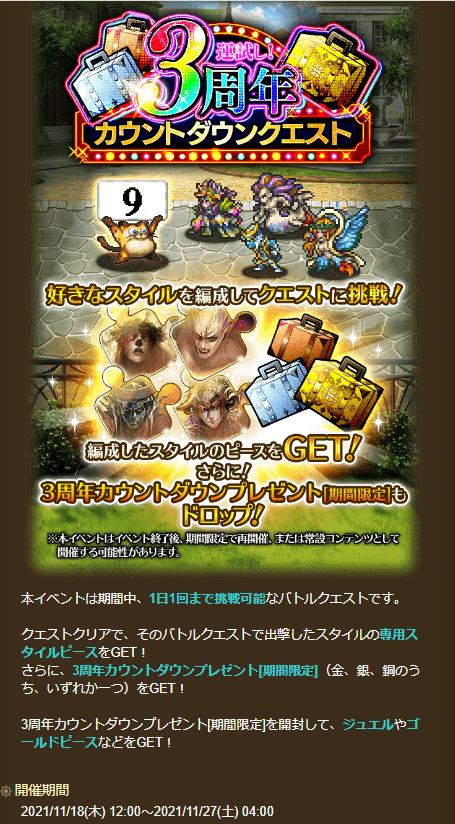 運試し!
3周年
カウントダウンクエスト
9
好きなスタイルを編成してクエストに挑戦!
編成したスタイルのピースをGET!
さらに!
3周年カウントダウンプレゼント[期間限定]も
ドロップ!
※本イベントはイベント終了後、期間限定で再開催、または常設コンテンツとして
開催する可能性があります。
本イベントは期間中、1日1回まで挑戦可能なバトルクエストです。
クエストクリアで、そのバトルクエストで出撃したスタイルの専用ス
タイルピースをGET！
さらに、3周年カウントダウンプレゼント[期間限定]（金、銀、銅のう
ち、いずれか一つ）をGET！
3周年カウントダウンプレゼント[期間限定]を開封して、ジュエルやゴ
ールドピースなどをGET！
開催期間
2021/11/18(木) 12:00～2021/11/27(土) 04:00